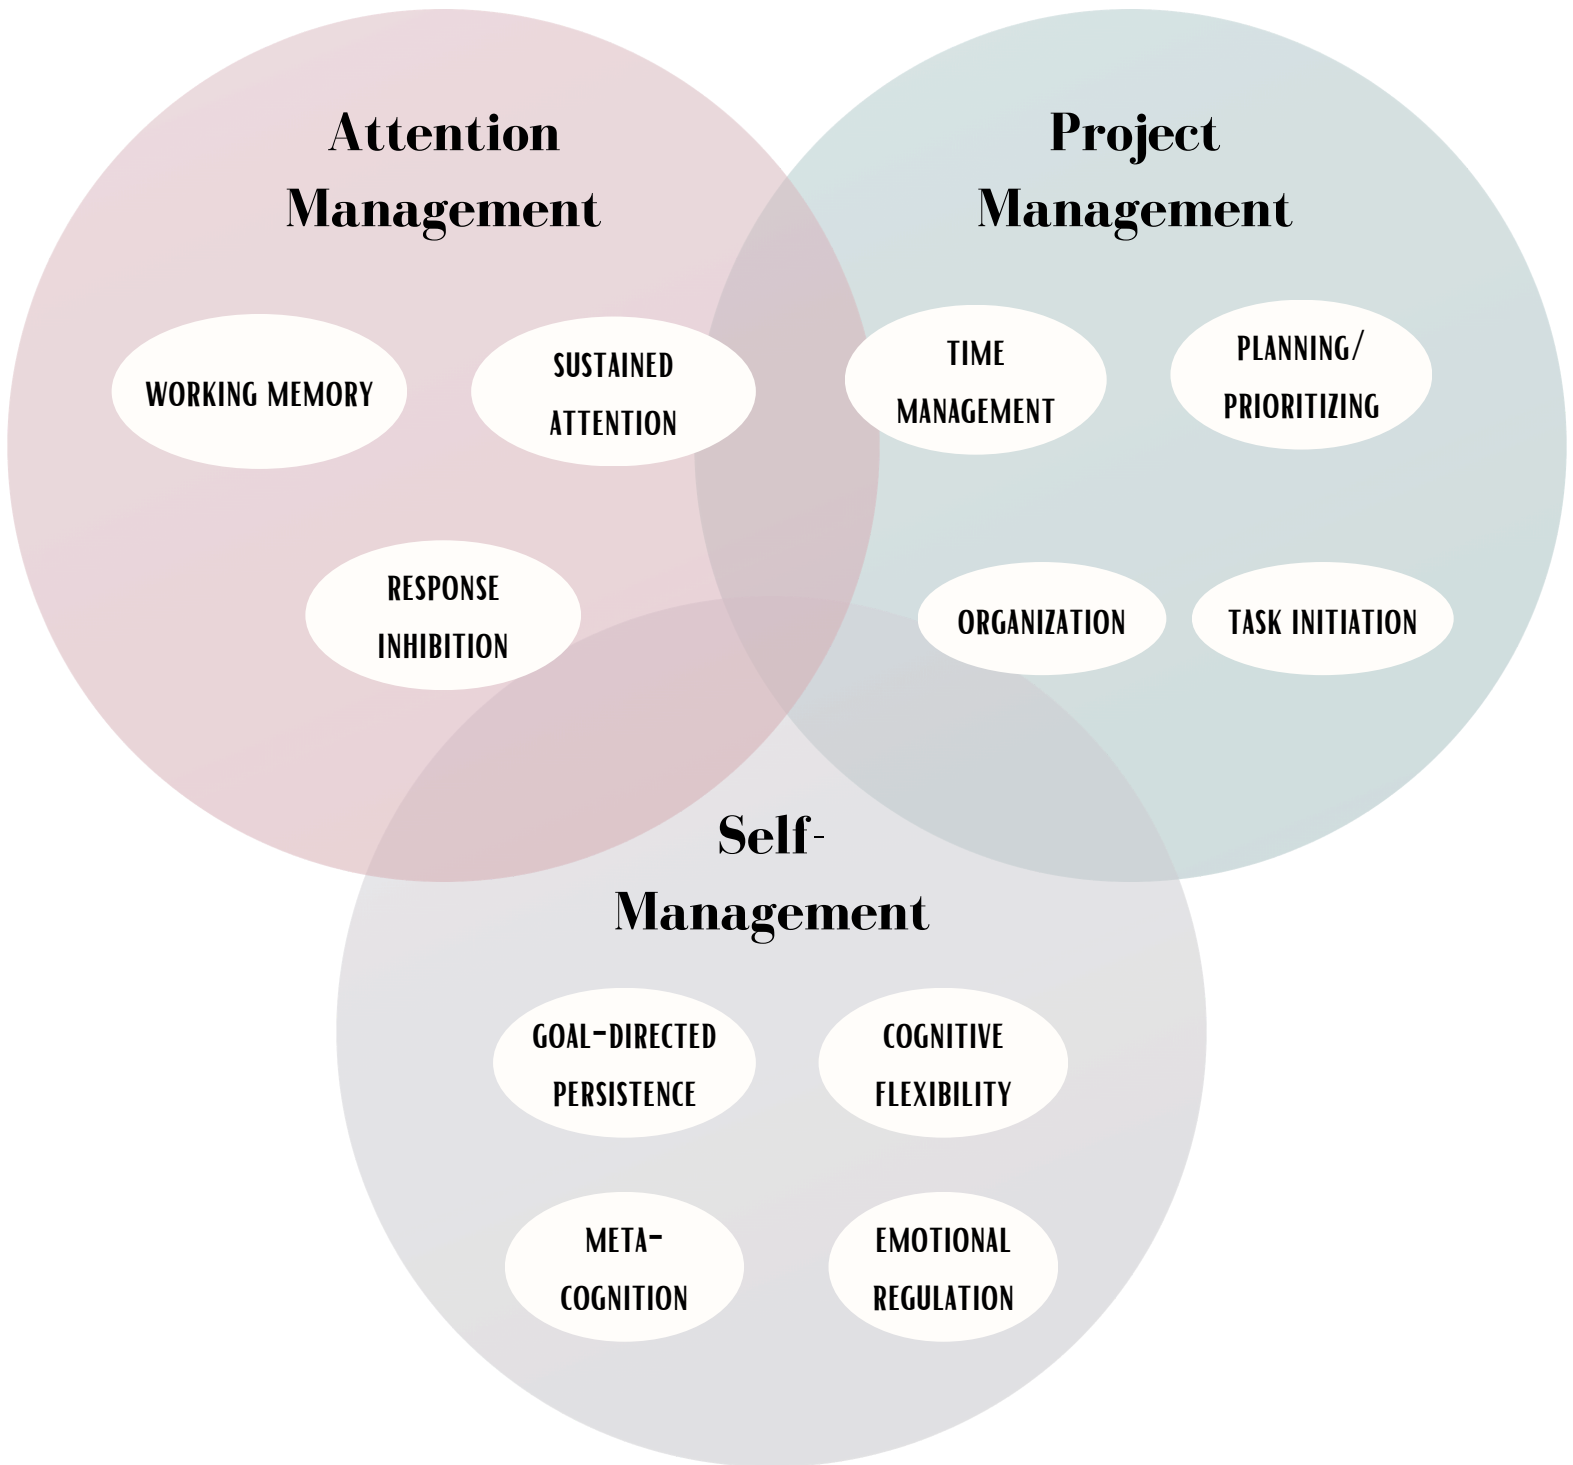 Attention
Management
Project
Management
WORKING MEMORY
SUSTAINED
ATTENTION
TIME
MANAGEMENT
PLANNING/
PRIORITIZING
RESPONSE
INHIBITION
ORGANIZATION
TASK INITIATION
Self-
Management
GOAL-DIRECTED
PERSISTENCE
COGNITIVE
FLEXIBILITY
META-
COGNITION
EMOTIONAL
REGULATION